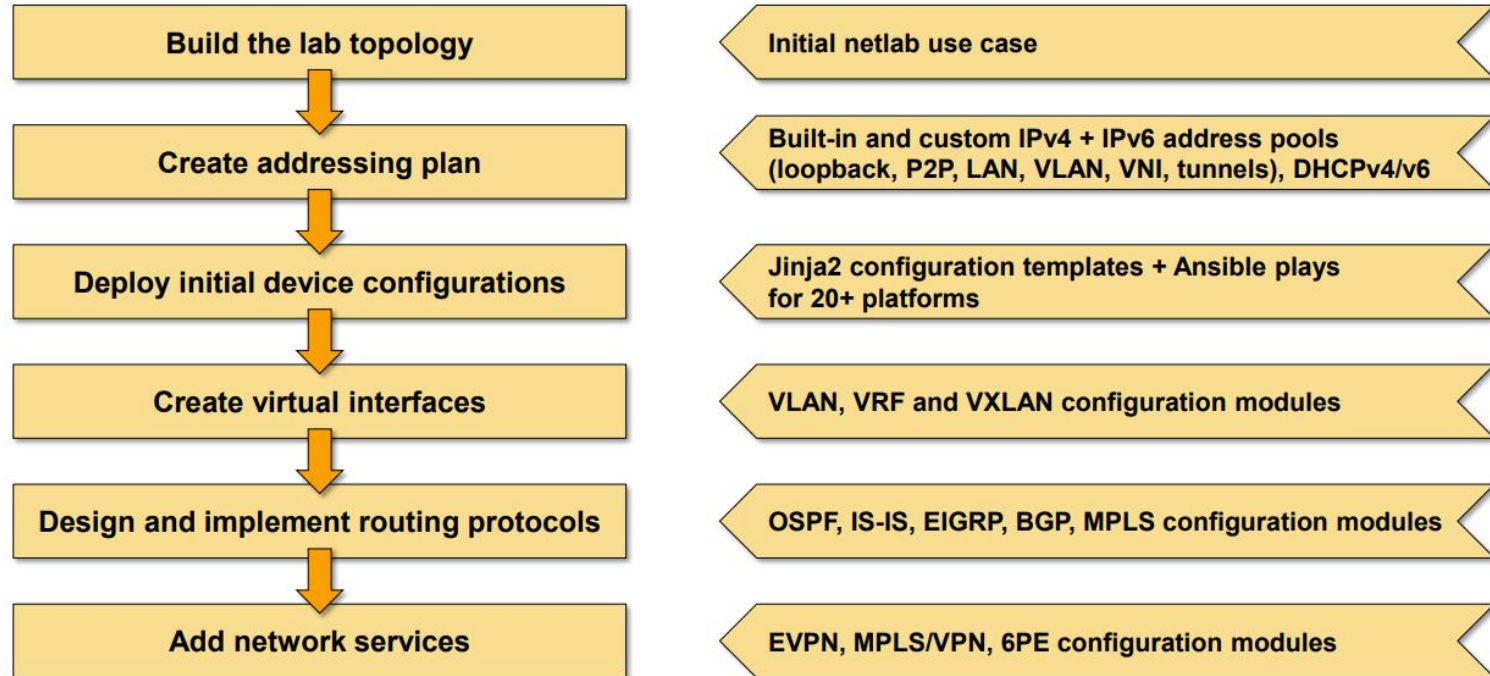 Build the lab topology
Initial netlab use case
Create addressing plan
Built-in and custom IPv4 + IPv6 address pools
(loopback, P2P, LAN, VLAN, VNI, tunnels), DHCPv4/v6
Deploy initial device configurations
Jinja2 configuration templates + Ansible plays
for 20+ platforms
Create virtual interfaces
VLAN, VRF and VXLAN configuration modules
Design and implement routing protocols
OSPF, IS-IS, EIGRP, BGP, MPLS configuration modules
Add network services
EVPN, MPLS/VPN, 6PE configuration modules